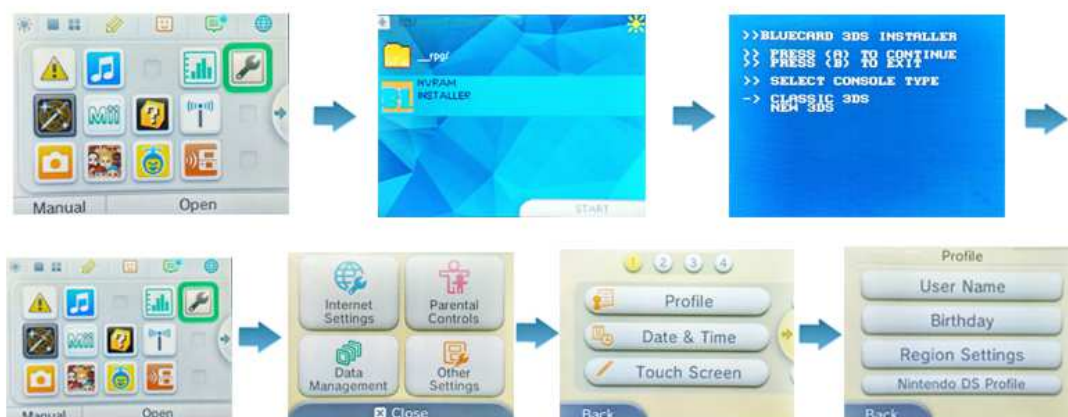 Mii
Manual
Open
__rpg/
NVRAM
INSTALLER
START
>>BLUECARD 3DS INSTALLER
>> PRESS (A) TO CONTINUE
>> PRESS (B) TO EXIT
>> SELECT CONSOLE TYPE
-> CLASSIC 3DS
NEW 3DS
Mii
Manual
Open
Internet
Settings
Parental
Controls
Data
Management
Other
Settings
X Close
1 2 3 4
Profile
Date & Time
Touch Screen
Back
Profile
User Name
Birthday
Region Settings
Nintendo DS Profile
Back